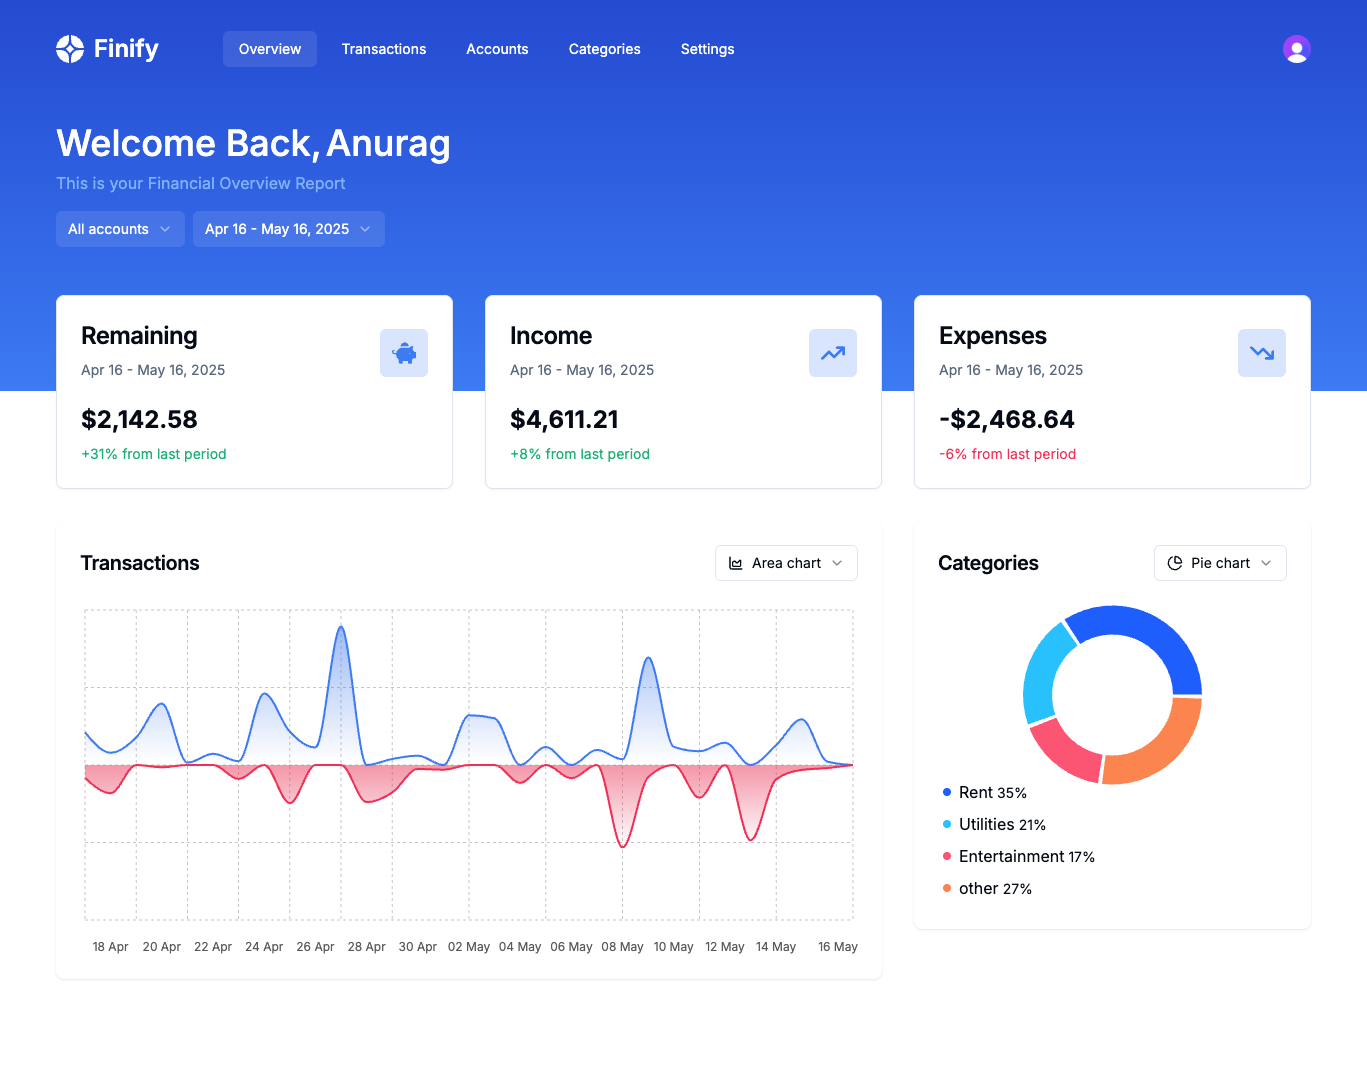 Finify
Overview
Transactions
Accounts
Categories
Settings
Welcome Back, Anurag
This is your Financial Overview Report
All accounts
Apr 16 - May 16, 2025
Remaining
Apr 16 - May 16, 2025
$2,142.58
+31% from last period
Income
Apr 16 - May 16, 2025
$4,611.21
+8% from last period
Expenses
Apr 16 - May 16, 2025
-$2,468.64
-6% from last period
Transactions
Area chart
18 Apr 20 Apr 22 Apr 24 Apr 26 Apr 28 Apr 30 Apr 02 May 04 May 06 May 08 May 10 May 12 May 14 May 16 May
Categories
Pie chart
Rent 35%
Utilities 21%
Entertainment 17%
other 27%